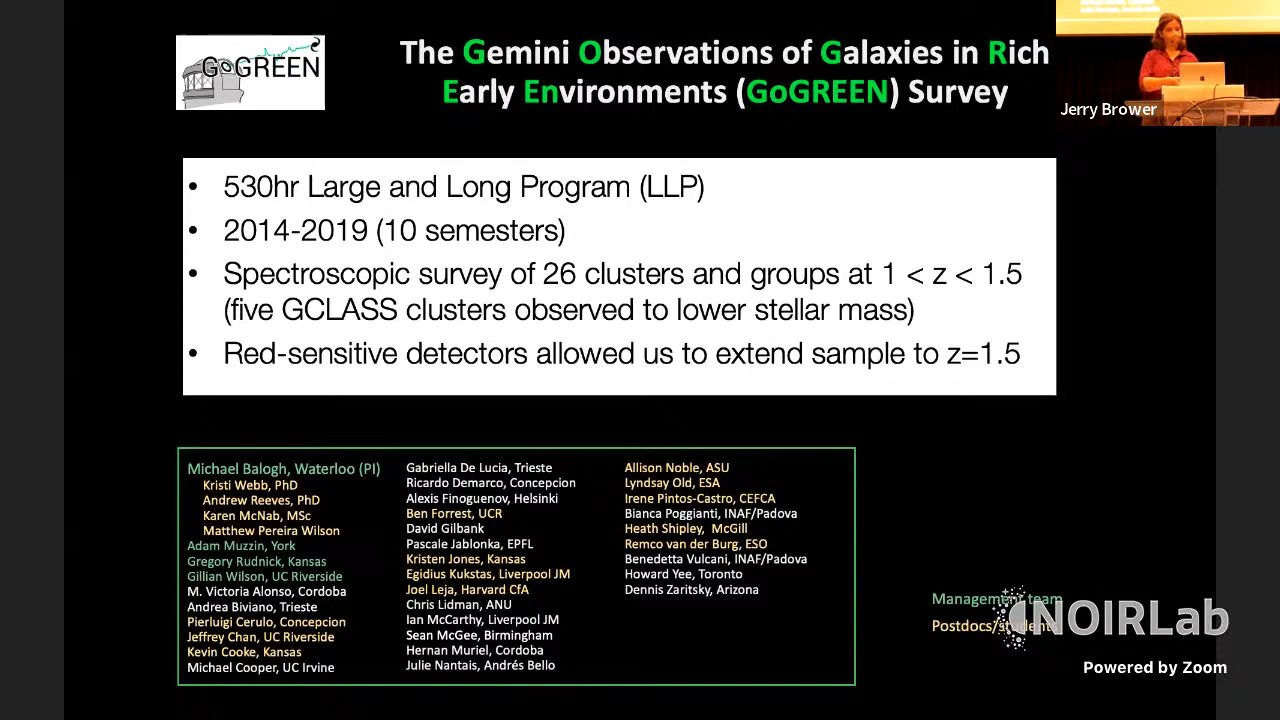 GoGREEN
The Gemini Observations of Galaxies in Rich
Early Environments (GoGREEN) Survey
Jerry Brower
• 530hr Large and Long Program (LLP)
• 2014-2019 (10 semesters)
• Spectroscopic survey of 26 clusters and groups at 1 < z < 1.5
(five GCLASS clusters observed to lower stellar mass)
• Red-sensitive detectors allowed us to extend sample to z=1.5
Michael Balogh, Waterloo (PI)
Kristi Webb, PhD
Andrew Reeves, PhD
Karen McNab, MSc
Matthew Pereira Wilson
Adam Muzzin, York
Gregory Rudnick, Kansas
Gillian Wilson, UC Riverside
M. Victoria Alonso, Cordoba
Andrea Biviano, Trieste
Pierluigi Cerulo, Concepcion
Jeffrey Chan, UC Riverside
Kevin Cooke, Kansas
Michael Cooper, UC Irvine
Gabriella De Lucia, Trieste
Ricardo Demarco, Concepcion
Alexis Finoguenov, Helsinki
Ben Forrest, UCR
David Gilbank
Pascale Jablonka, EPFL
Kristen Jones, Kansas
Egidius Kukstas, Liverpool JM
Joel Leja, Harvard CfA
Chris Lidman, ANU
Ian McCarthy, Liverpool JM
Sean McGee, Birmingham
Hernan Muriel, Cordoba
Julie Nantais, Andrés Bello
Allison Noble, ASU
Lyndsay Old, ESA
Irene Pintos-Castro, CEFCA
Bianca Poggianti, INAF/Padova
Heath Shipley, McGill
Remco van der Burg, ESO
Benedetta Vulcani, INAF/Padova
Howard Yee, Toronto
Dennis Zaritsky, Arizona
Management team
Postdocs/students
NOIRLab
Powered by Zoom